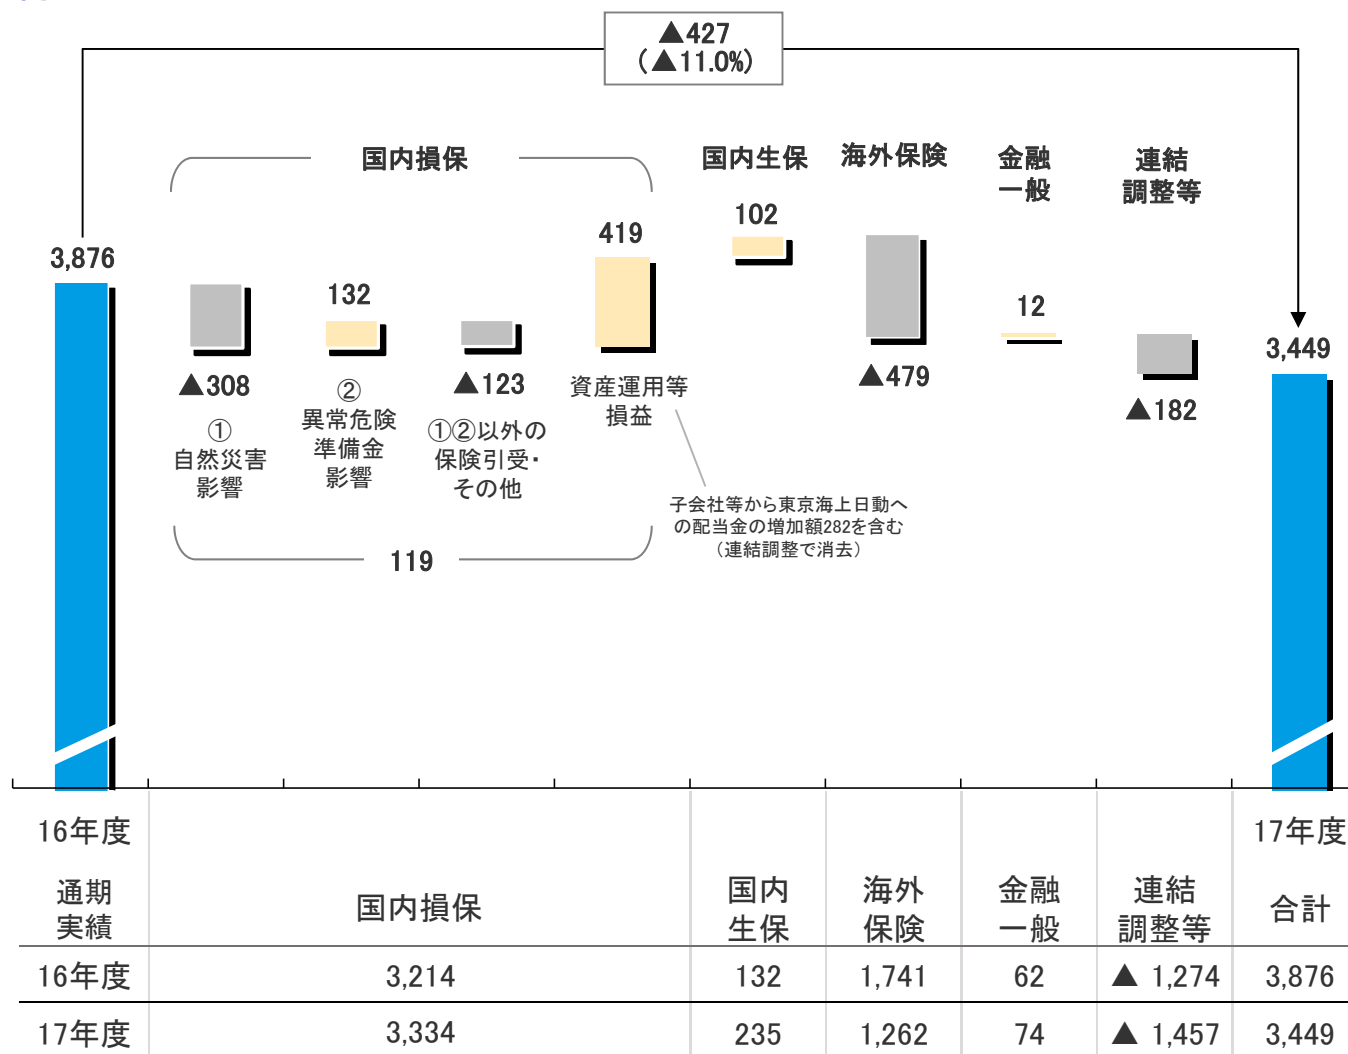 ▲427
(▲11.0%)
国内損保
国内生保
海外保険
金融
一般
連結
調整等
3,876
▲308
①
自然災害
影響
132
②
異常危険
準備金
影響
▲123
①②以外の
保険引受・
その他
419
資産運用等
損益
102
▲479
12
▲182
3,449
子会社等から東京海上日動へ
の配当金の増加額282を含む
(連結調整で消去)
119
16年度
17年度
通期
実績
国内損保
国内
生保
海外
保険
金融
一般
連結
調整等
合計
16年度 3,214 132 1,741 62 ▲ 1,274 3,876
17年度 3,334 235 1,262 74 ▲ 1,457 3,449